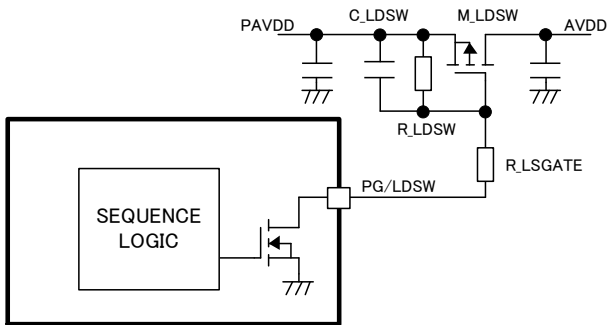 PAVDD
C_LDSW
M_LDSW
AVDD
R_LDSW
R_LSGATE
PG/LDSW
SEQUENCE
LOGIC